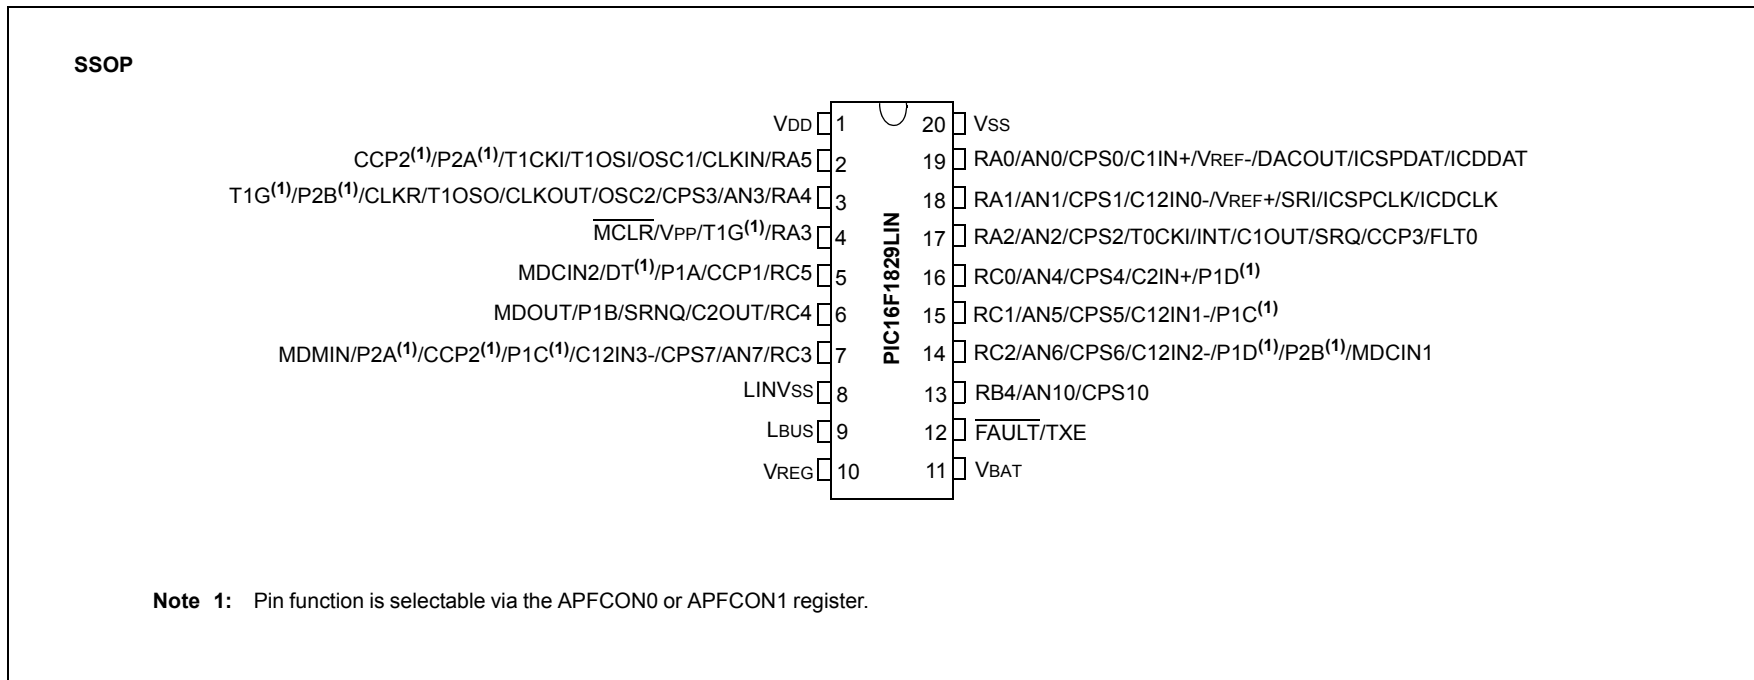 SSOP
VDD 1
CCP2(1)/P2A(1)/T1CKI/T1OSI/OSC1/CLKIN/RA5 2
T1G(1)/P2B(1)/CLKR/T1OSO/CLKOUT/OSC2/CPS3/AN3/RA4 3
MCLR/VPP/T1G(1)/RA3 4
MDCIN2/DT(1)/P1A/CCP1/RC5 5
MDOUT/P1B/SRNQ/C2OUT/RC4 6
MDMIN/P2A(1)/CCP2(1)/P1C(1)/C12IN3-/CPS7/AN7/RC3 7
LINVSS 8
LBUS 9
VREG 10
PIC16F1829LIN
20 VSS
19 RA0/AN0/CPS0/C1IN+/VREF-/DACOUT/ICSPDAT/ICDDAT
18 RA1/AN1/CPS1/C12IN0-/VREF+/SRI/ICSPCLK/ICDCLK
17 RA2/AN2/CPS2/T0CKI/INT/C1OUT/SRQ/CCP3/FLT0
16 RC0/AN4/CPS4/C2IN+/P1D(1)
15 RC1/AN5/CPS5/C12IN1-/P1C(1)
14 RC2/AN6/CPS6/C12IN2-/P1D(1)/P2B(1)/MDCIN1
13 RB4/AN10/CPS10
12 FAULT/TXE
11 VBAT
Note 1: Pin function is selectable via the APFCON0 or APFCON1 register.